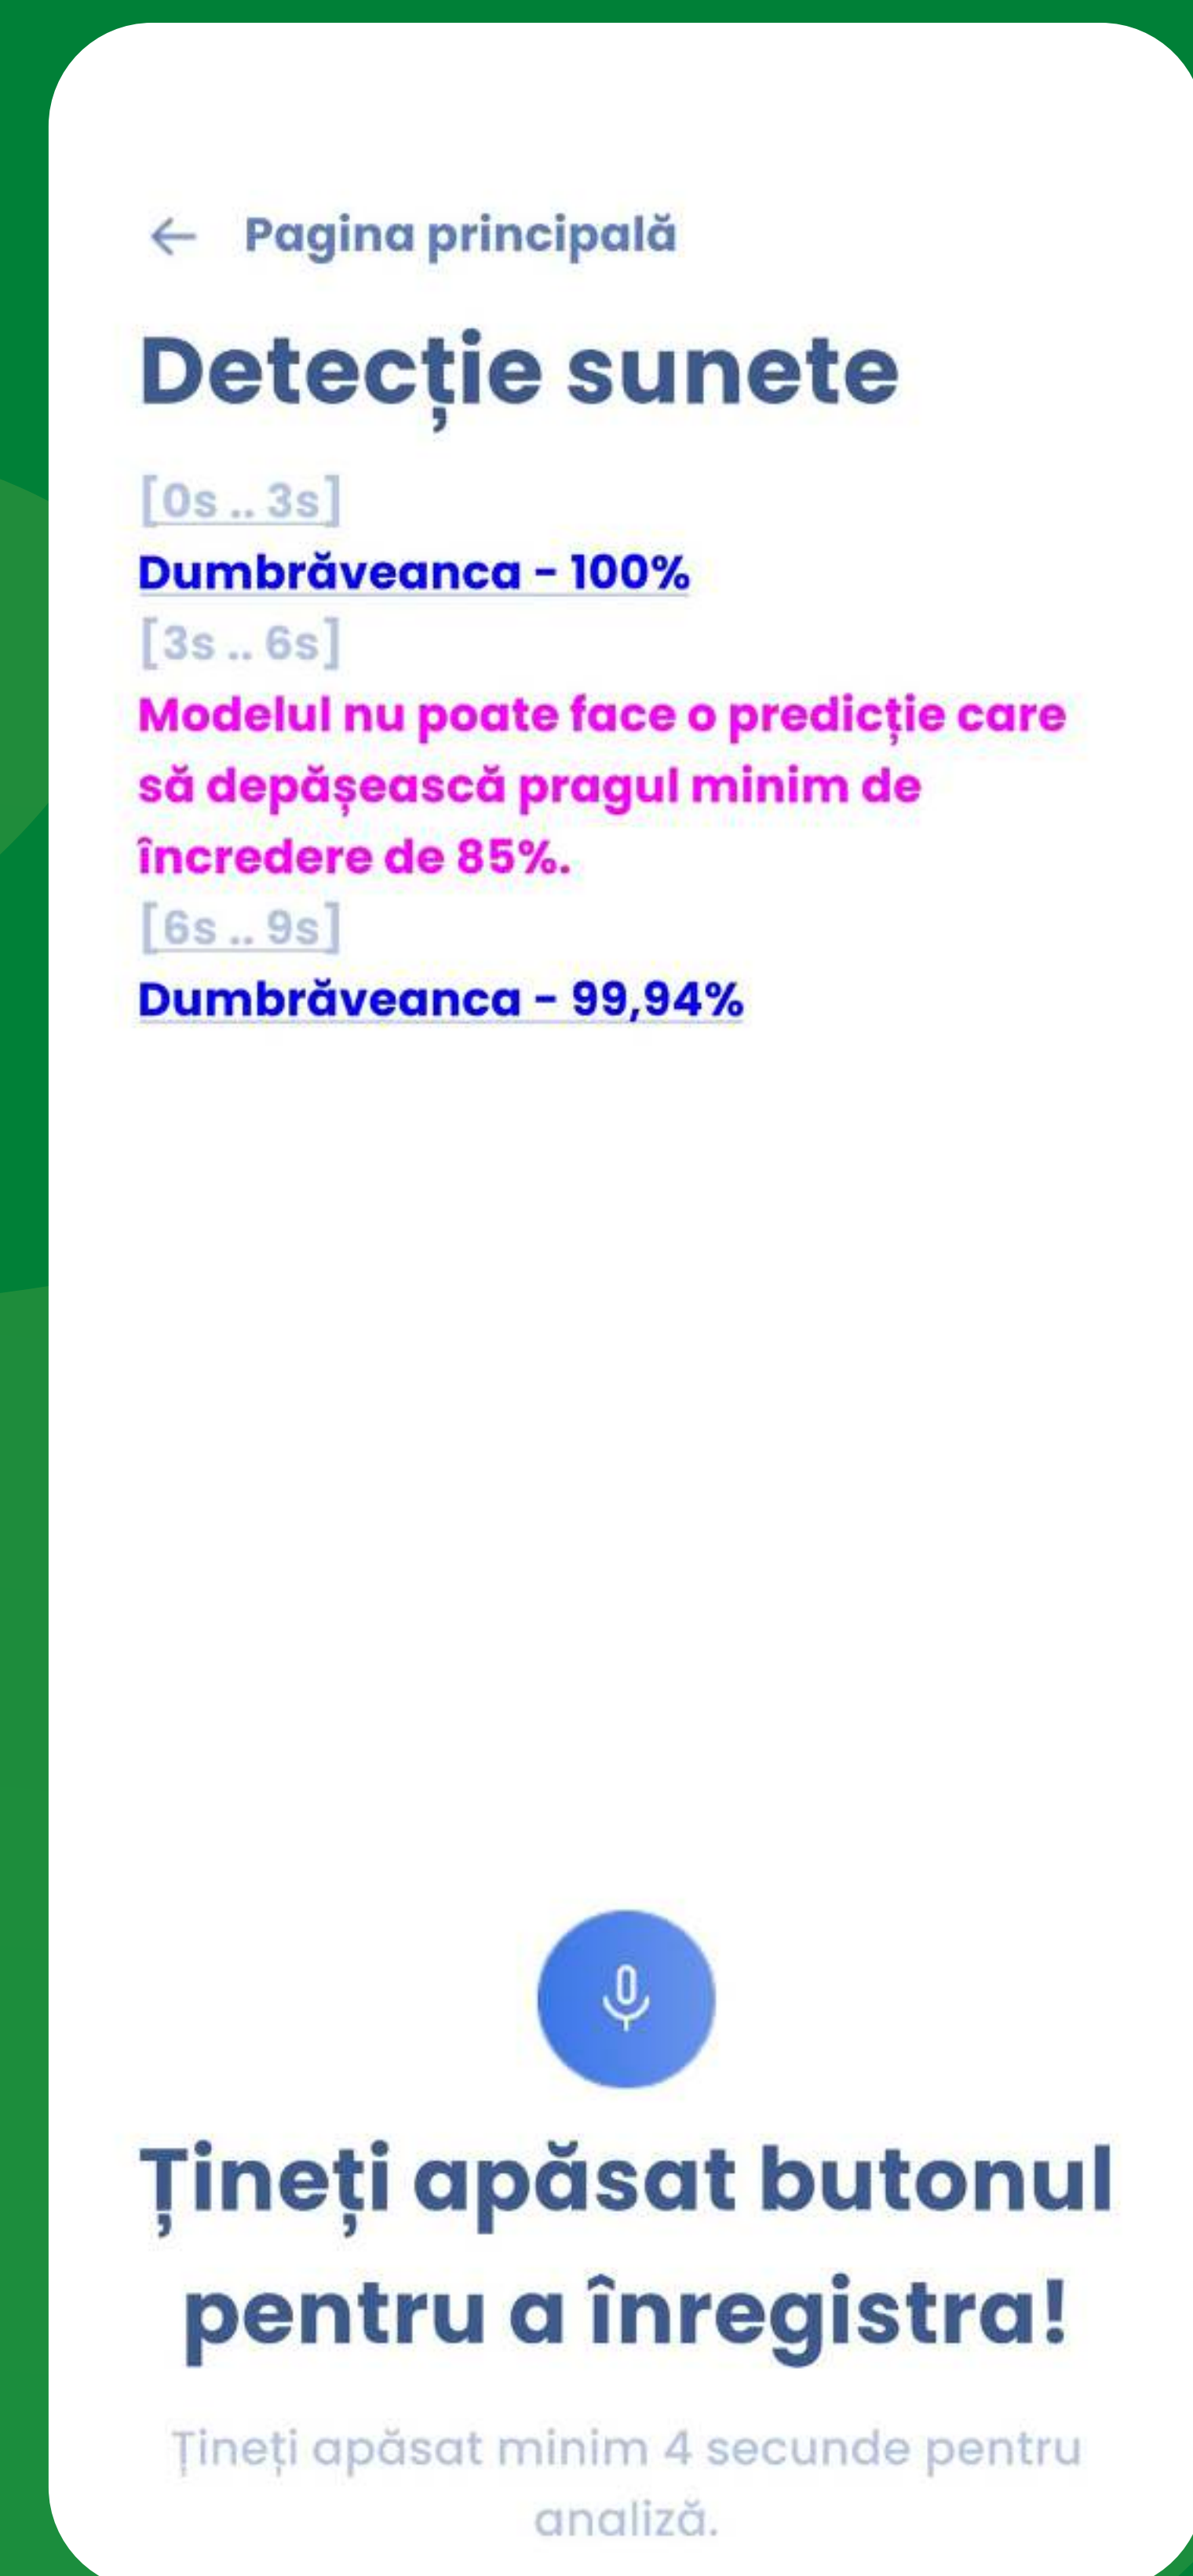 Pagina principală
Detecție sunete
[0s .. 3s]
Dumbrăveanca - 100%
[3s .. 6s]
Modelul nu poate face o predicție care
să depășească pragul minim de
încredere de 85%.
[6s .. 9s]
Dumbrăveanca - 99,94%
Țineți apăsat butonul
pentru a înregistra!
Țineți apăsat minim 4 secunde pentru
analiză.